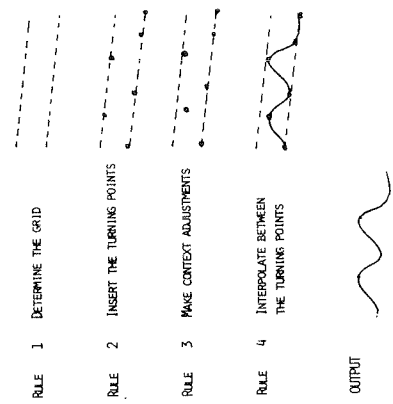 RULE 1 DETERMINE THE GRID
RULE 2 INSERT THE TURNING POINTS
RULE 3 MAKE CONTEXT ADJUSTMENTS
RULE 4 INTERPOLATE BETWEEN
THE TURNING POINTS
OUTPUT